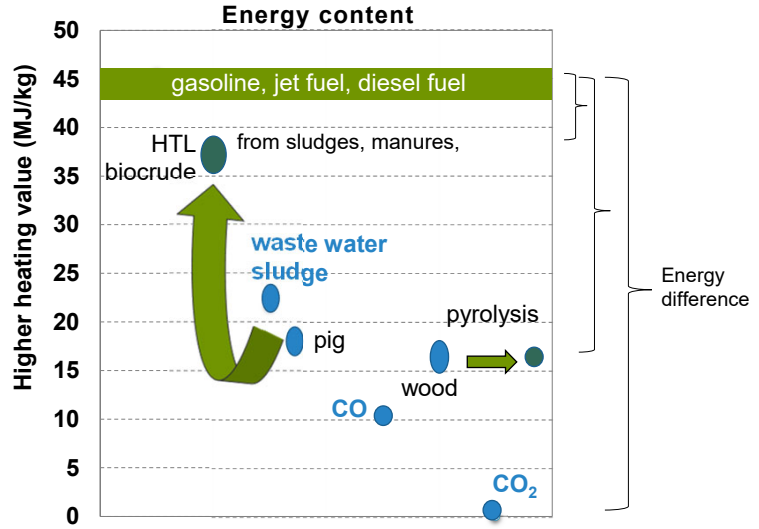 Energy content
Higher heating value (MJ/kg)
50
45
40
35
30
25
20
15
10
5
0
gasoline, jet fuel, diesel fuel
HTL
biocrude
from sludges, manures,
waste water
sludge
pig
pyrolysis
wood
CO
CO₂
Energy
difference